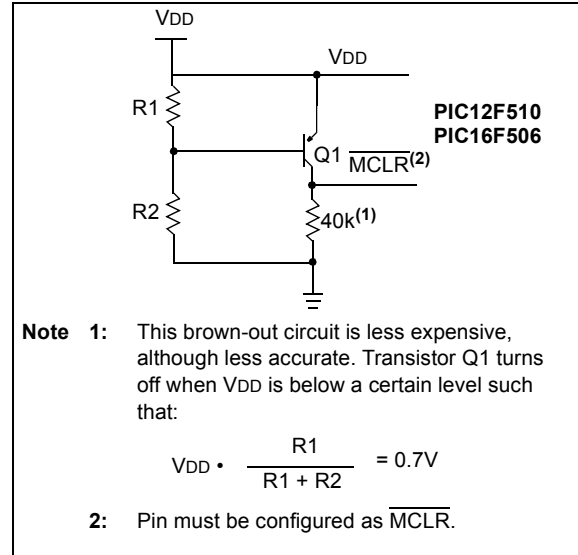 VDD
VDD
R1
PIC12F510
PIC16F506
Q1
MCLR(2)
R2
40k(1)
Note 1: This brown-out circuit is less expensive,
although less accurate. Transistor Q1 turns
off when VDD is below a certain level such
that:
VDD • R1 / R1 + R2 = 0.7V
2: Pin must be configured as MCLR.